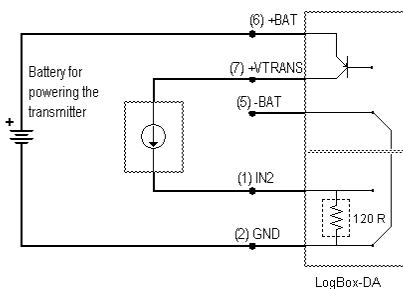 (6) +BAT
(7) +VTRANS
Battery for
powering the
transmitter
+
(5) -BAT
(1) IN2
120 R
(2) GND
LogBox-DA